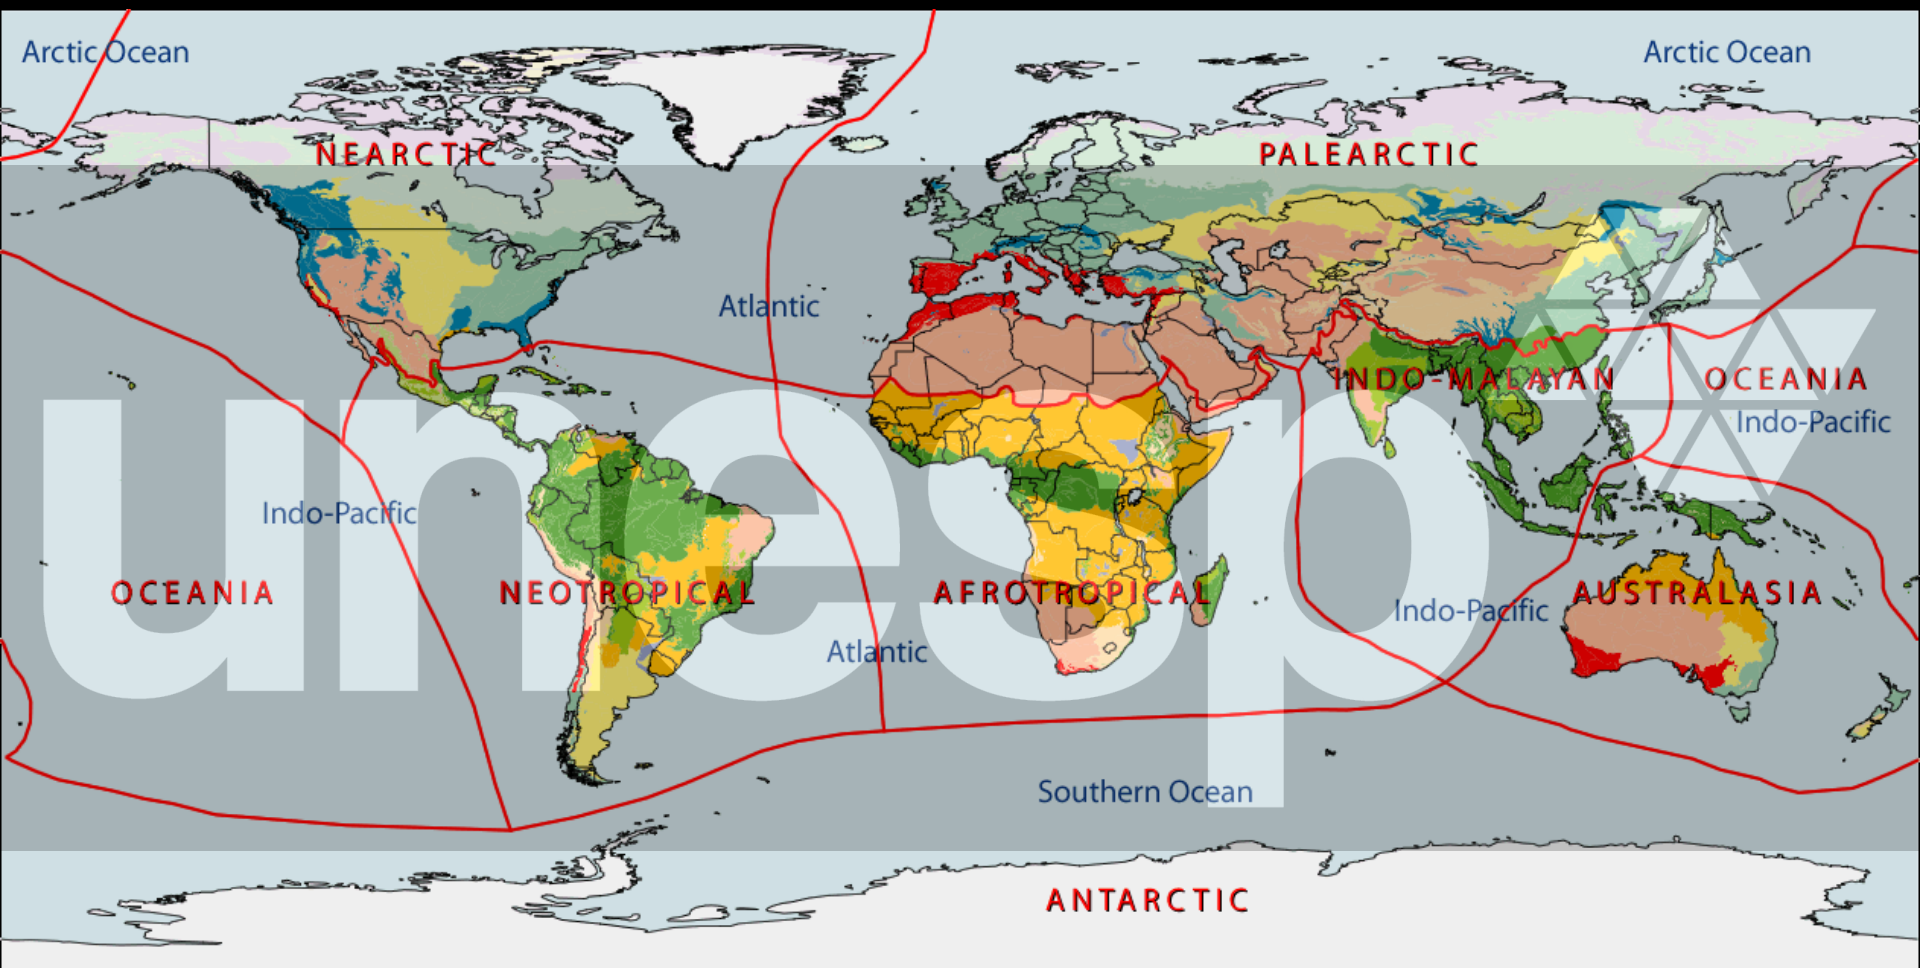 Arctic Ocean
Arctic Ocean
NEARCTIC
PALEARCTIC
Atlantic
INDO-MALAYAN
OCEANIA
Indo-Pacific
unesp
Indo-Pacific
OCEANIA
NEOTROPICAL
AFROTROPICAL
Indo-Pacific
AUSTRALASIA
Atlantic
Southern Ocean
ANTARCTIC